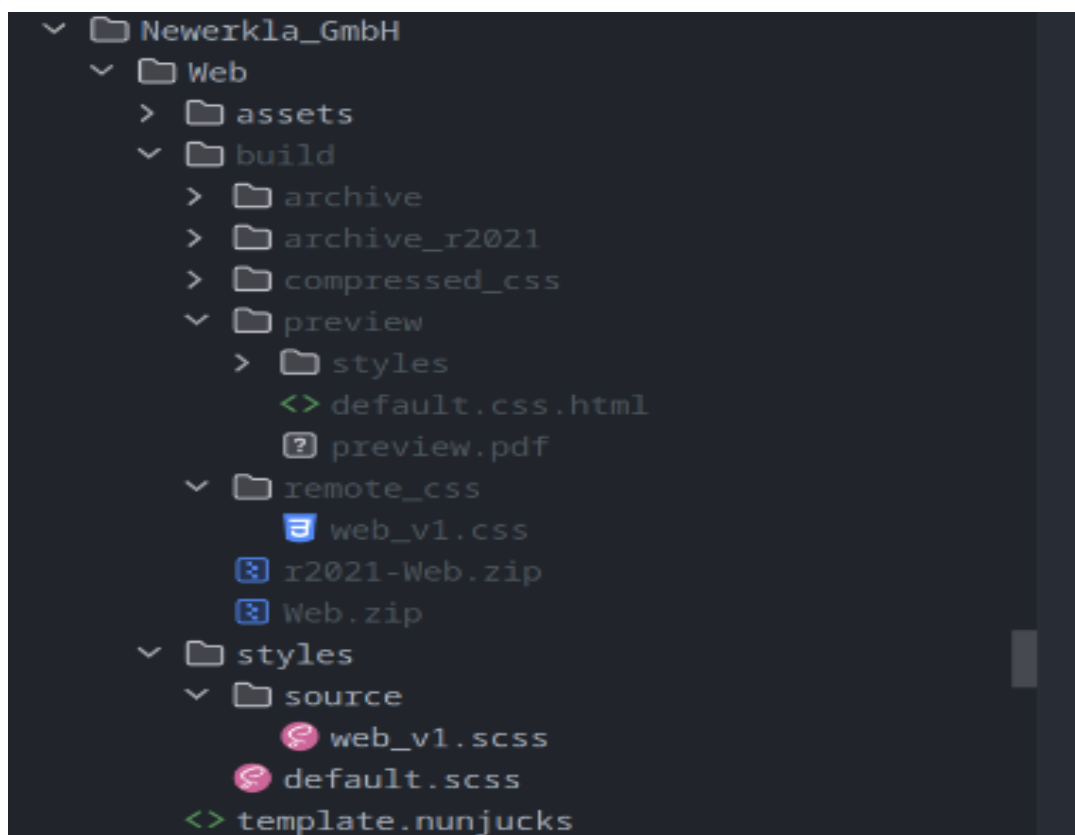 Newerkla_GmbH
Web
assets
build
archive
archive_r2021
compressed_css
preview
styles
default.css.html
preview.pdf
remote_css
web_v1.css
r2021-Web.zip
Web.zip
styles
source
web_v1.scss
default.scss
template.nunjucks